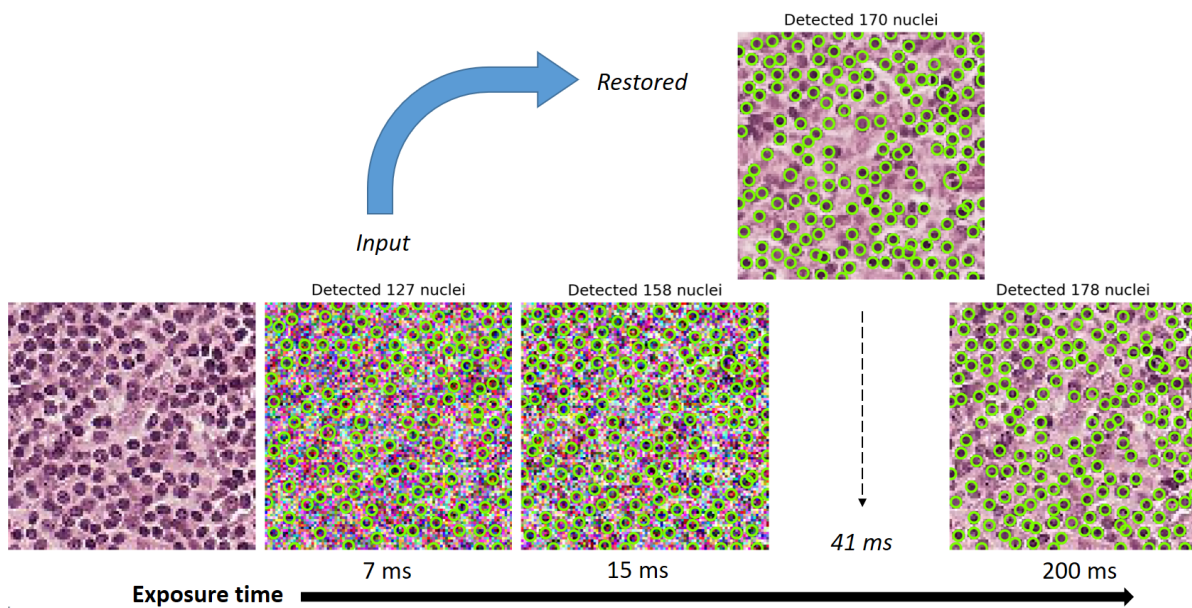 Detected 170 nuclei
Restored
Input
Detected 127 nuclei
Detected 158 nuclei
Detected 178 nuclei
41 ms
7 ms
15 ms
200 ms
Exposure time